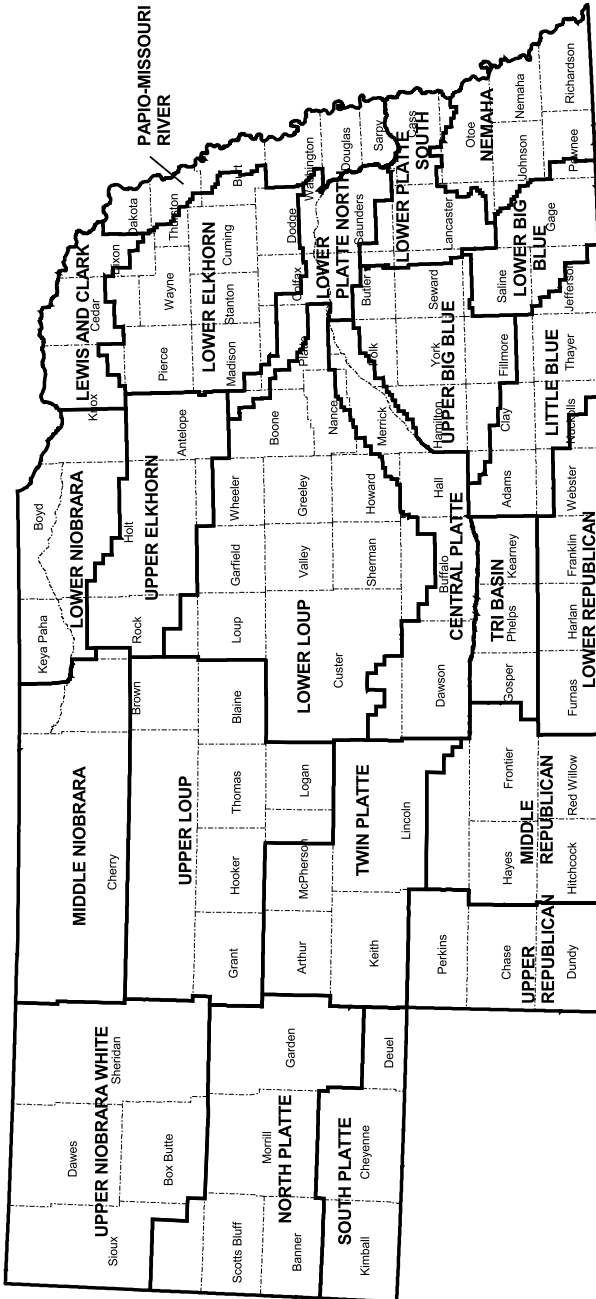 PAPIO-MISSOURI
RIVER
LEWIS AND CLARK
LOWER NIOBRARA
MIDDLE NIOBRARA
UPPER NIOBRARA WHITE
UPPER ELKHORN
LOWER ELKHORN
UPPER LOUP
LOWER LOUP
LOWER
PLATTE NORTH
LOWER PLATTE
SOUTH
NEMAHA
NORTH PLATTE
SOUTH PLATTE
TWIN PLATTE
CENTRAL PLATTE
UPPER BIG BLUE
LOWER BIG
BLUE
LITTLE BLUE
TRI BASIN
UPPER
REPUBLICAN
MIDDLE
REPUBLICAN
LOWER REPUBLICAN
Sioux
Dawes
Box Butte
Sheridan
Scotts Bluff
Banner
Morrill
Garden
Kimball
Cheyenne
Deuel
Cherry
Grant
Hooker
Thomas
Blaine
Brown
Keya Paha
Boyd
Rock
Holt
Knox
Cedar
Dixon
Dakota
Antelope
Pierce
Wayne
Thurston
Madison
Stanton
Cuming
Burt
Loup
Garfield
Wheeler
Boone
Platte
Colfax
Dodge
Washington
Arthur
McPherson
Logan
Custer
Valley
Greeley
Nance
Sherman
Howard
Merrick
Polk
Butler
Saunders
Douglas
Sarpy
Cass
Keith
Lincoln
Perkins
Dawson
Buffalo
Hall
Hamilton
York
Seward
Lancaster
Otoe
Chase
Hayes
Frontier
Gosper
Phelps
Kearney
Adams
Clay
Fillmore
Saline
Gage
Johnson
Nemaha
Dundy
Hitchcock
Red Willow
Furnas
Harlan
Franklin
Webster
Nuckolls
Thayer
Jefferson
Pawnee
Richardson